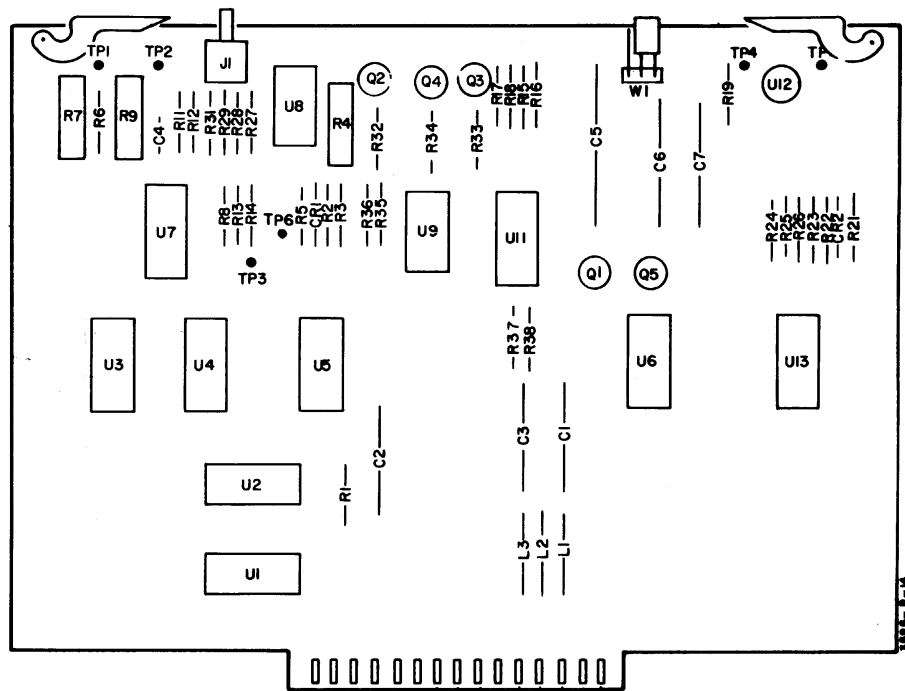 TP1
TP2
J1
Q2
Q4
Q3
R17
R18
R15
R16
W1
TP4
U12
R7
R6
R9
C4
R11
R12
R31
R29
R28
R27
U8
R4
R32
R34
R33
C5
C6
C7
R19
U7
R8
R13
R14
TP6
R5
CR1
R2
R3
R36
R35
U9
U11
R24
R25
R26
R23
R22
CR2
R21
TP3
Q1
Q5
U3
U4
U5
R37
R38
U6
U13
C2
C3
C1
U2
R1
L3
L2
L1
U1